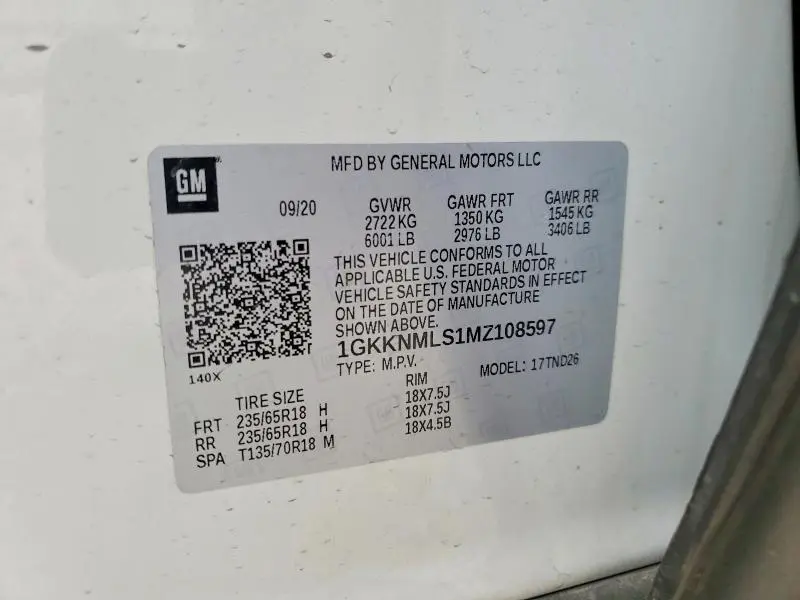 GM
MFD BY GENERAL MOTORS LLC
09/20
GVWR GAWR FRT GAWR RR
2722 KG 1350 KG 1545 KG
6001 LB 2976 LB 3406 LB
THIS VEHICLE CONFORMS TO ALL
APPLICABLE U.S. FEDERAL MOTOR
VEHICLE SAFETY STANDARDS IN EFFECT
ON THE DATE OF MANUFACTURE
SHOWN ABOVE.
1GKKNMLS1MZ108597
TYPE: M.P.V. MODEL: 17TND26
140X
TIRE SIZE RIM
FRT 235/65R18 H 18X7.5J
RR 235/65R18 H 18X7.5J
SPA T135/70R18 M 18X4.5B